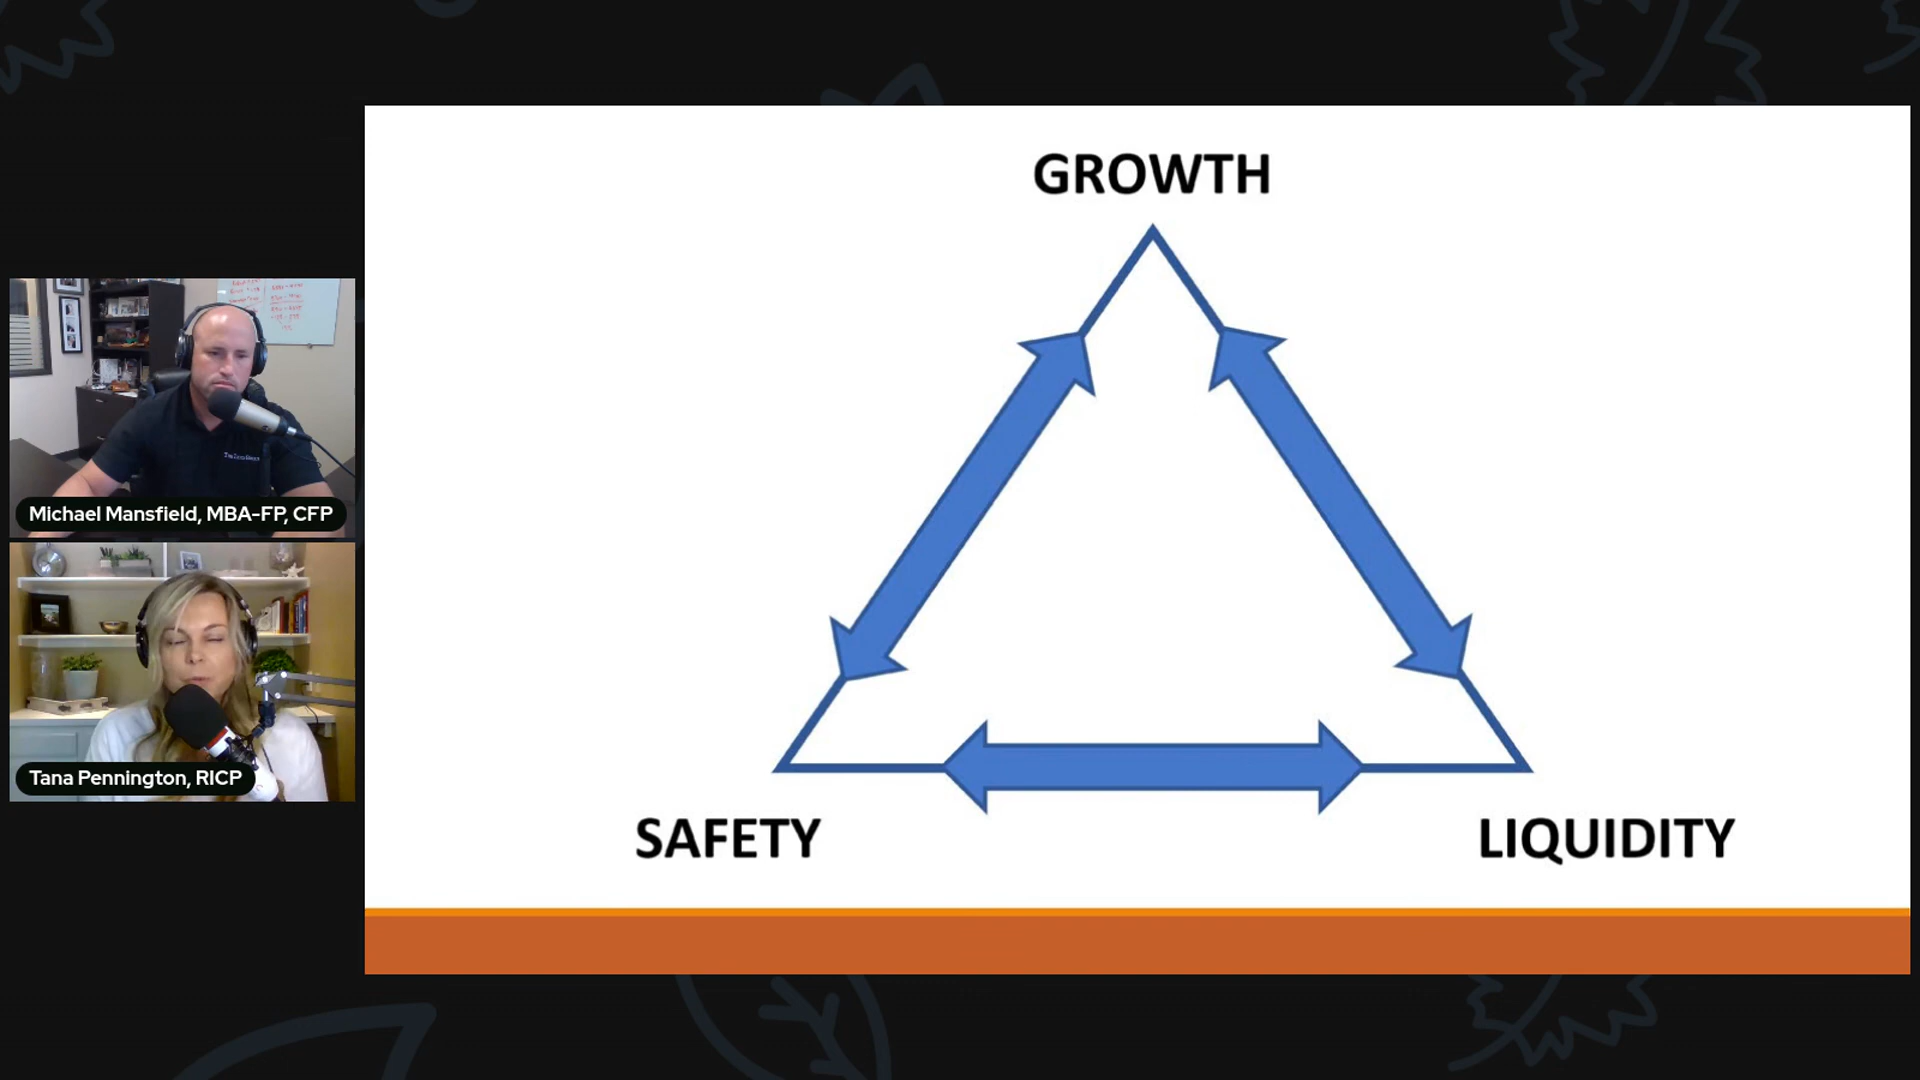 GROWTH
Michael Mansfield, MBA-FP, CFP
Tana Pennington, RICP
SAFETY
LIQUIDITY